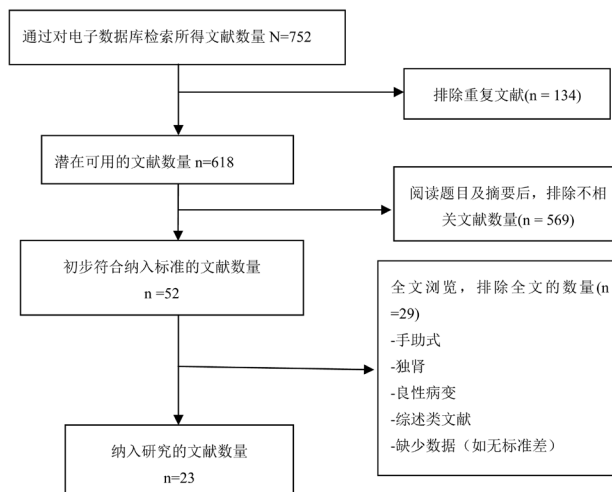 通过对电子数据库检索所得文献数量 N=752
排除重复文献(n = 134)
潜在可用的文献数量 n=618
阅读题目及摘要后，排除不相
关文献数量(n = 569)
初步符合纳入标准的文献数量
n =52
全文浏览，排除全文的数量(n
=29)
-手助式
-独肾
-良性病变
-综述类文献
-缺少数据（如无标准差）
纳入研究的文献数量
n=23